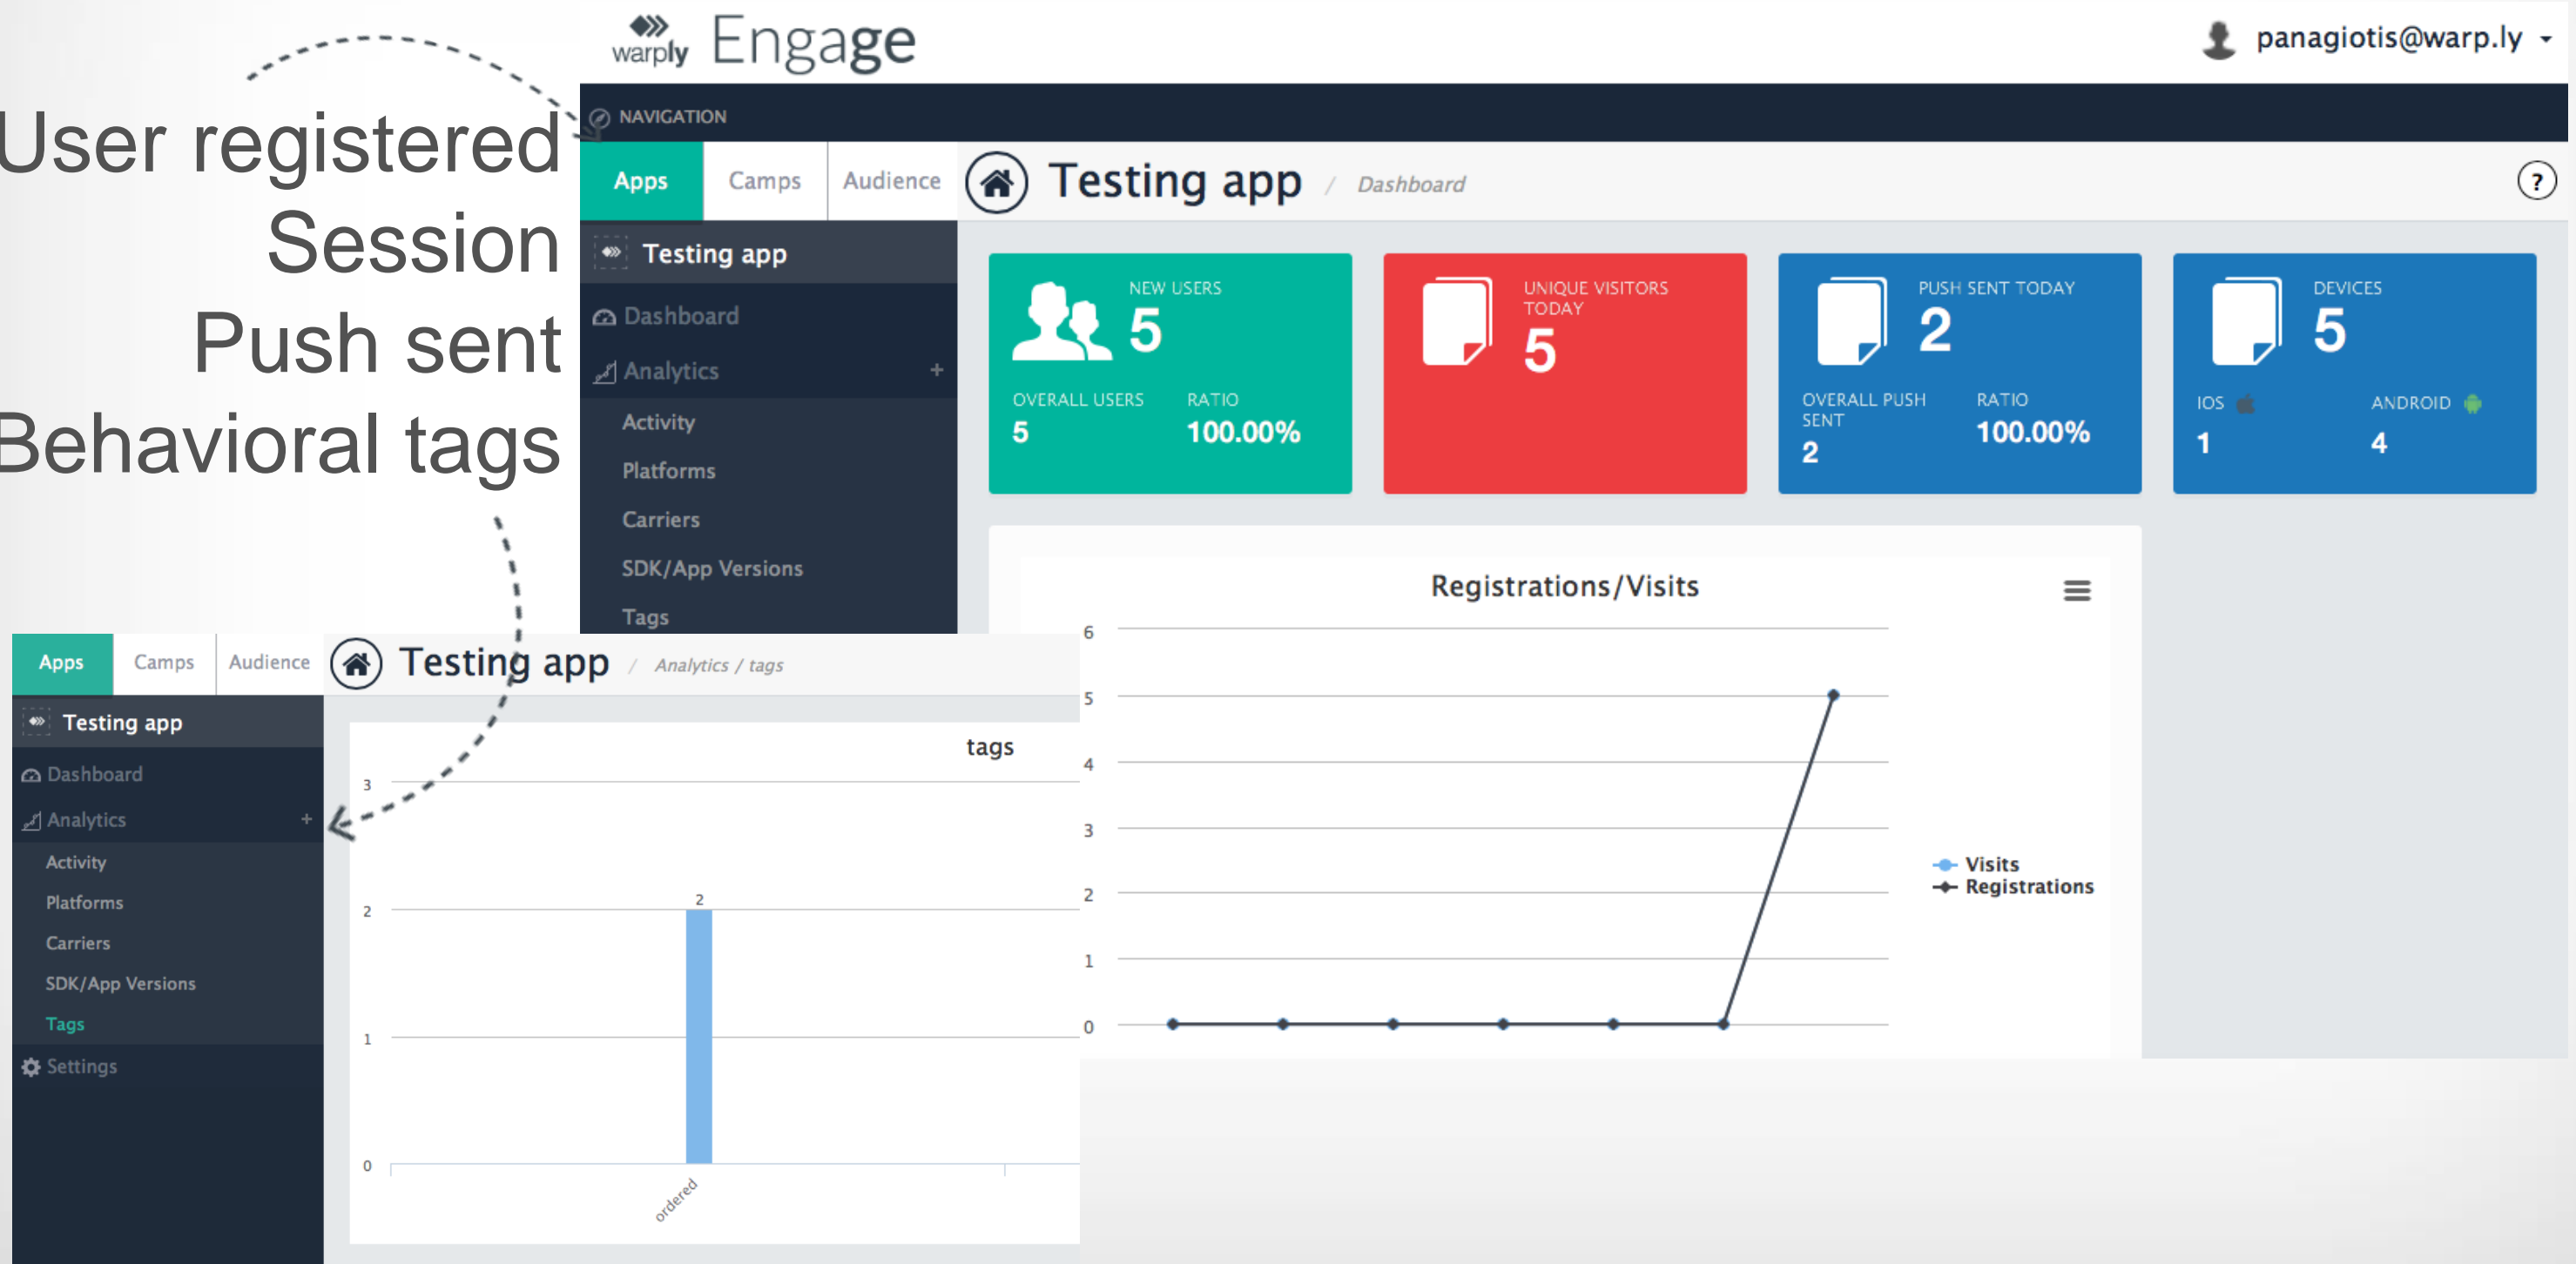 warply Engage
panagiotis@warp.ly
User registered
Session
Push sent
Behavioral tags
NAVIGATION
Apps Camps Audience
Testing app / Dashboard
?
Testing app
Dashboard
Analytics +
Activity
Platforms
Carriers
SDK/App Versions
Tags
NEW USERS
5
OVERALL USERS RATIO
5 100.00%
UNIQUE VISITORS
TODAY
5
PUSH SENT TODAY
2
OVERALL PUSH RATIO
SENT 100.00%
2
DEVICES
5
IOS ANDROID
1 4
Registrations/Visits
6
5
4
3
2
1
0
Visits
Registrations
Apps Camps Audience
Testing app / Analytics / tags
Testing app
Dashboard
Analytics +
Activity
Platforms
Carriers
SDK/App Versions
Tags
Settings
tags
3
2
1
0
2
ordered